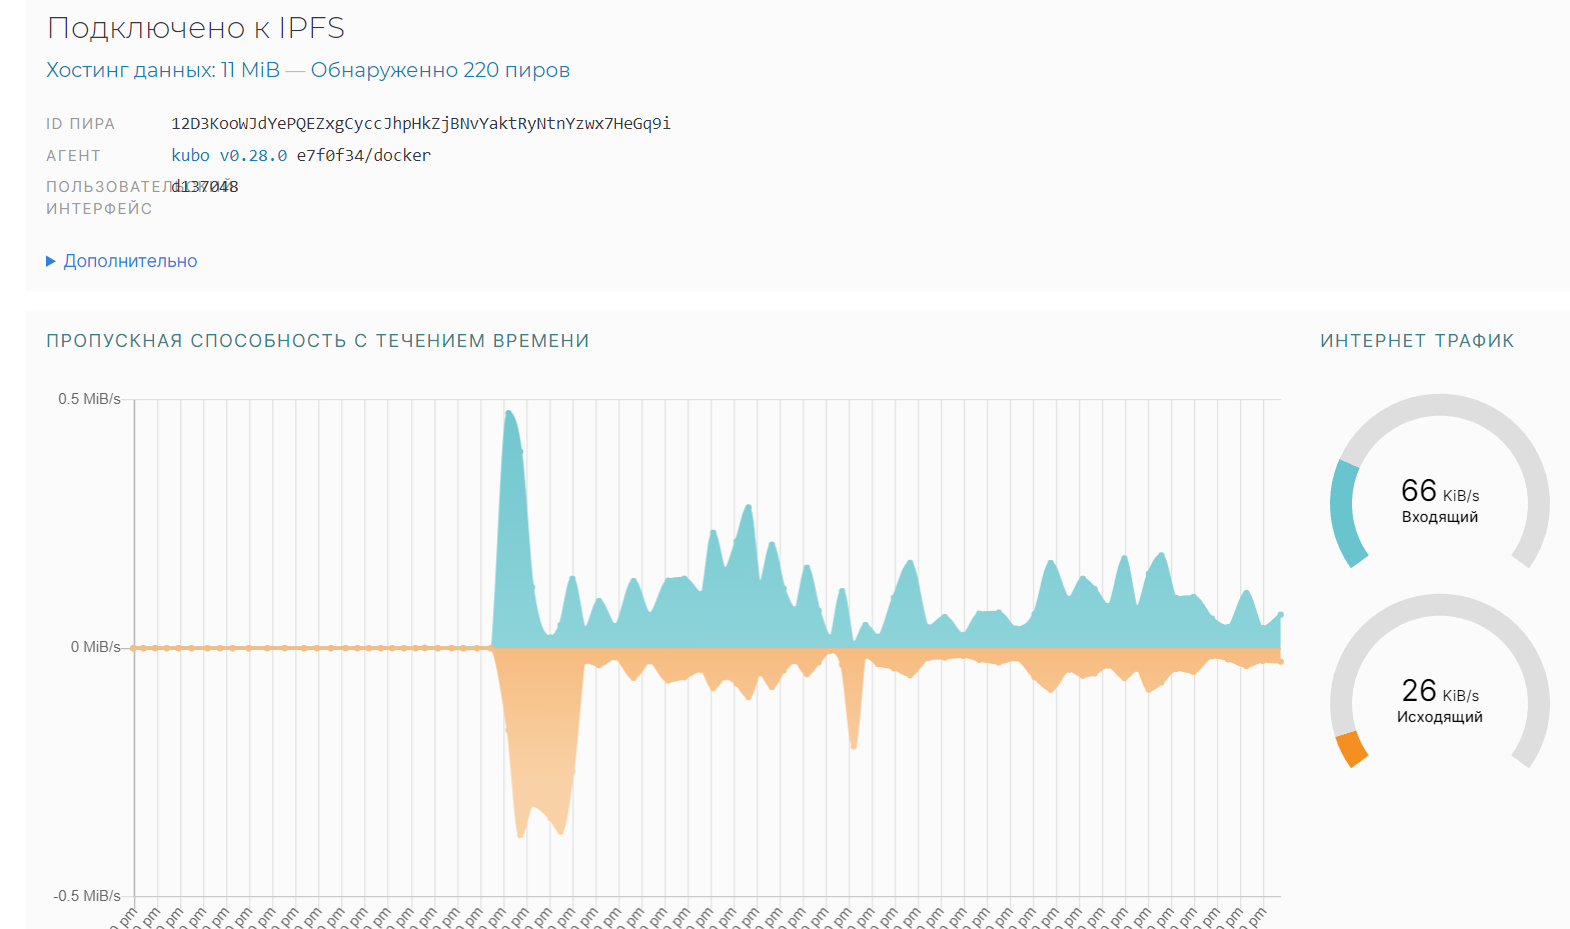 Подключено к IPFS
Хостинг данных: 11 MiB — Обнаруженно 220 пиров
ID ПИРА 12D3KooWJdYePQEZxgCyccJhpHkZjBNvYaktRyNtnYzwx7HeGq9i
АГЕНТ kubo v0.28.0 e7f0f34/docker
ПОЛЬЗОВАТЕЛЬСКИЙ d137048
ИНТЕРФЕЙС
Дополнительно
ПРОПУСКНАЯ СПОСОБНОСТЬ С ТЕЧЕНИЕМ ВРЕМЕНИ
ИНТЕРНЕТ ТРАФИК
0.5 MiB/s
0 MiB/s
-0.5 MiB/s
66 KiB/s
Входящий
26 KiB/s
Исходящий